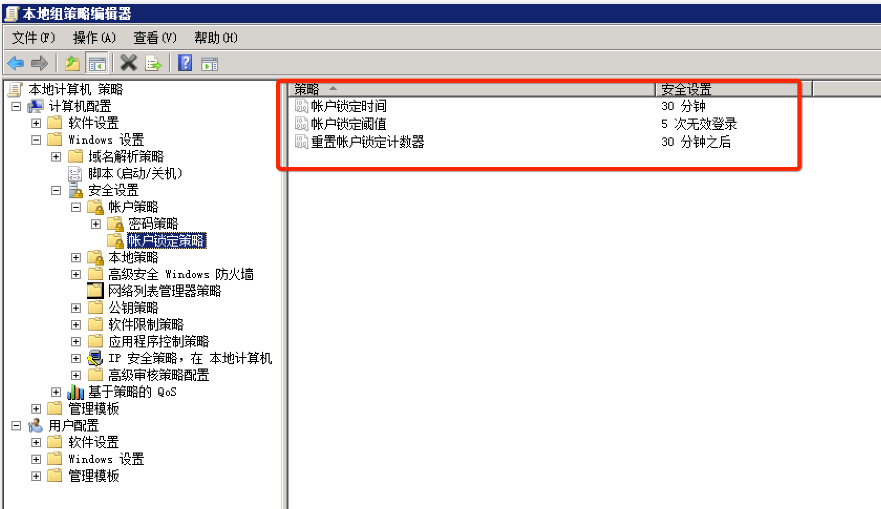 本地组策略编辑器
文件(F) 操作(A) 查看(V) 帮助(H)
本地计算机 策略
计算机配置
软件设置
Windows 设置
域名解析策略
脚本(启动/关机)
安全设置
帐户策略
密码策略
帐户锁定策略
本地策略
高级安全 Windows 防火墙
网络列表管理器策略
公钥策略
软件限制策略
应用程序控制策略
IP 安全策略，在 本地计算机
高级审核策略配置
基于策略的 QoS
管理模板
用户配置
软件设置
Windows 设置
管理模板
策略 安全设置
帐户锁定时间 30 分钟
帐户锁定阈值 5 次无效登录
重置帐户锁定计数器 30 分钟之后